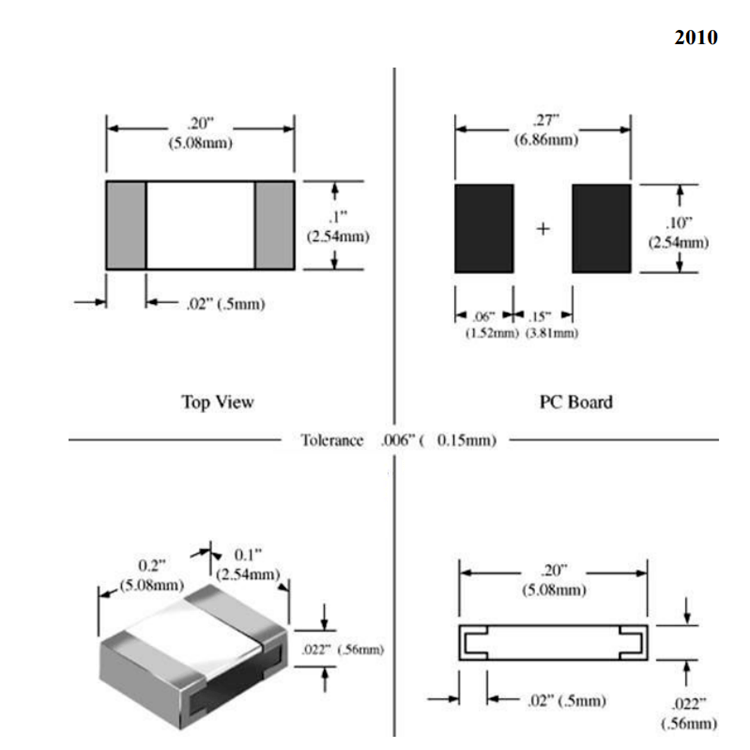 2010
.20”
(5.08mm)
.1”
(2.54mm)
.02” (.5mm)
Top View
.27”
(6.86mm)
.10”
(2.54mm)
.06” .15”
(1.52mm) (3.81mm)
PC Board
Tolerance .006” ( 0.15mm)
0.2”
(5.08mm)
0.1”
(2.54mm)
.022” (.56mm)
.20”
(5.08mm)
.02” (.5mm)
.022”
(.56mm)